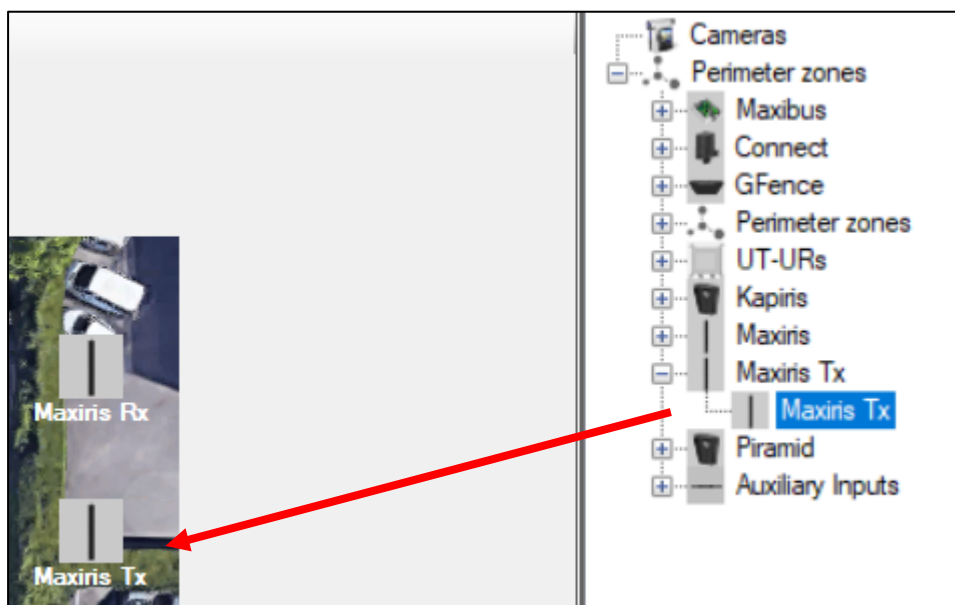 Cameras
Perimeter zones
Maxibus
Connect
GFence
Perimeter zones
UT-URs
Kapiris
Maxiris
Maxiris Tx
Maxiris Tx
Piramid
Auxiliary Inputs
Maxiris Rx
Maxiris Tx